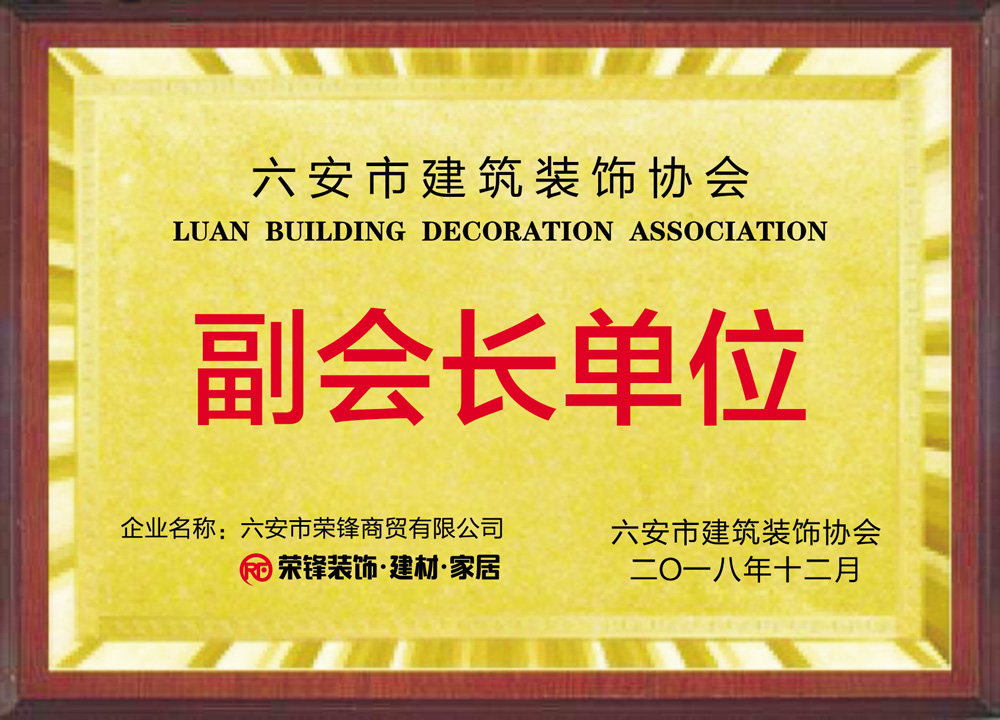 六安市建筑装饰协会
LUAN BUILDING DECORATION ASSOCIATION
副会长单位
企业名称：六安市荣锋商贸有限公司
荣锋装饰·建材·家居
六安市建筑装饰协会
二〇一八年十二月